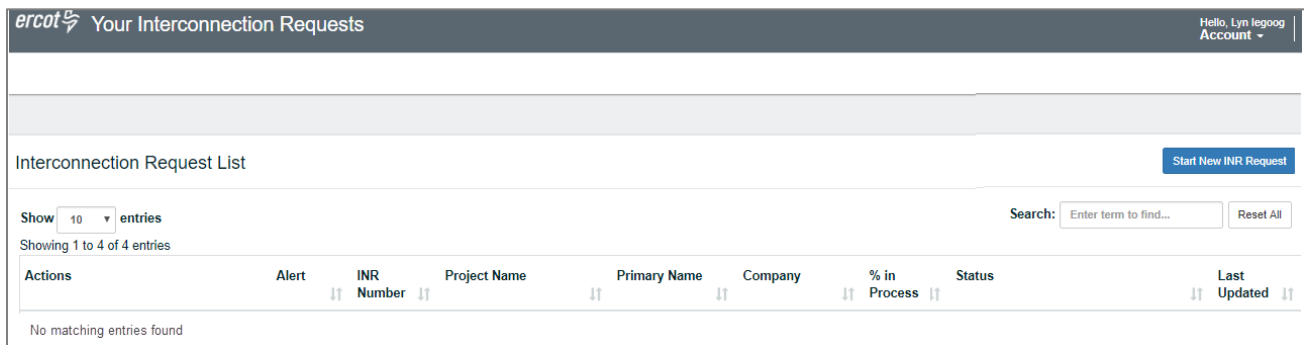 ercot Your Interconnection Requests
Hello, Lyn legoog
Account
Interconnection Request List
Start New INR Request
Show 10 entries
Search: Enter term to find... Reset All
Showing 1 to 4 of 4 entries
Actions Alert INR Number Project Name Primary Name Company % in Process Status Last Updated
No matching entries found